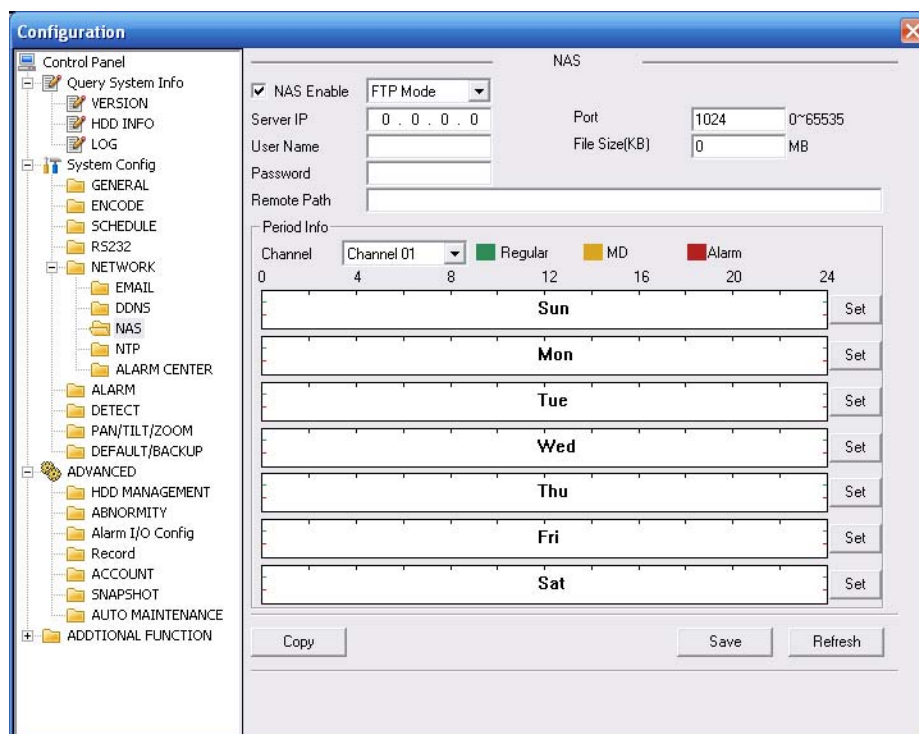 Configuration
Control Panel
Query System Info
VERSION
HDD INFO
LOG
System Config
GENERAL
ENCODE
SCHEDULE
RS232
NETWORK
EMAIL
DDNS
NAS
NTP
ALARM CENTER
ALARM
DETECT
PAN/TILT/ZOOM
DEFAULT/BACKUP
ADVANCED
HDD MANAGEMENT
ABNORMITY
Alarm I/O Config
Record
ACCOUNT
SNAPSHOT
AUTO MAINTENANCE
ADDTIONAL FUNCTION
NAS
NAS Enable FTP Mode
Server IP 0 . 0 . 0 . 0 Port 1024 0~65535
User Name File Size(KB) 0 MB
Password
Remote Path
Period Info
Channel Channel 01 Regular MD Alarm
0 4 8 12 16 20 24
Sun Set
Mon Set
Tue Set
Wed Set
Thu Set
Fri Set
Sat Set
Copy Save Refresh